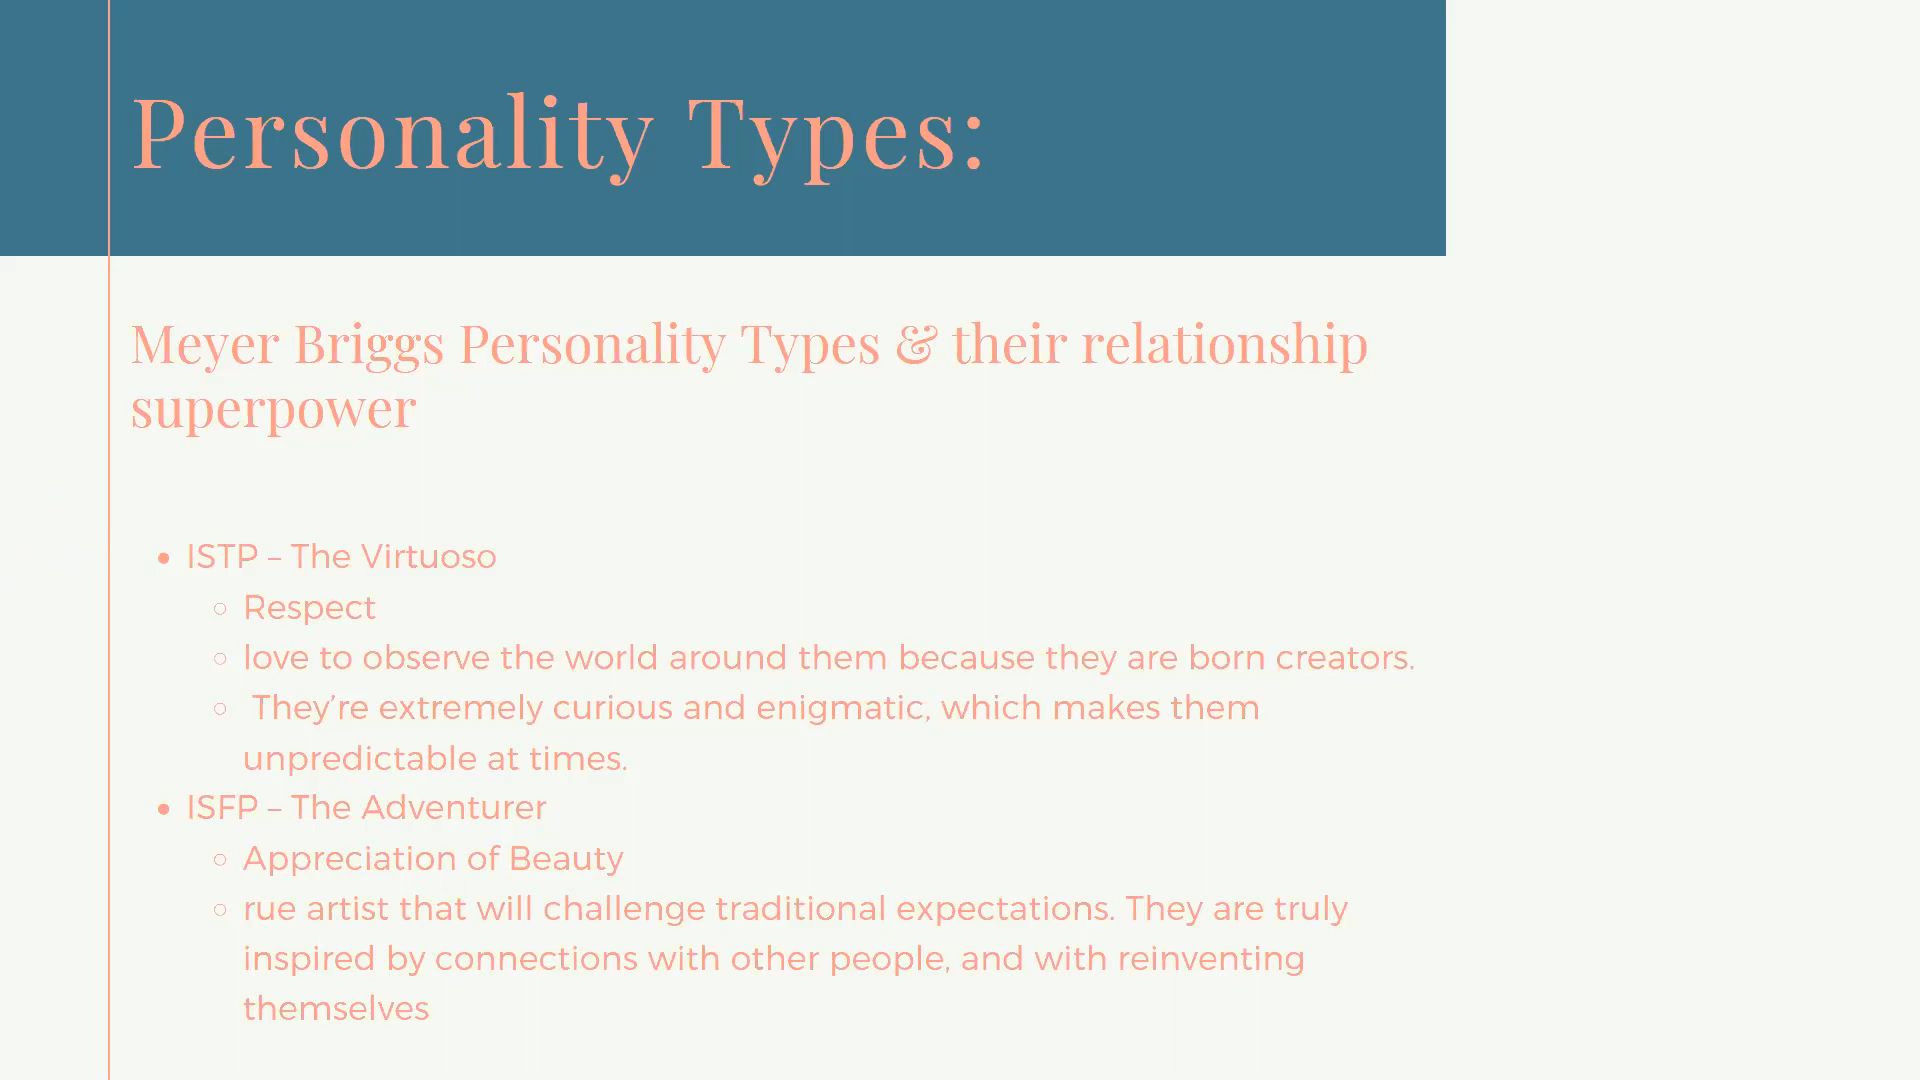 Personality Types:
Meyer Briggs Personality Types & their relationship
superpower
• ISTP – The Virtuoso
○ Respect
○ love to observe the world around them because they are born creators.
○ They’re extremely curious and enigmatic, which makes them
unpredictable at times.
• ISFP – The Adventurer
○ Appreciation of Beauty
○ rue artist that will challenge traditional expectations. They are truly
inspired by connections with other people, and with reinventing
themselves